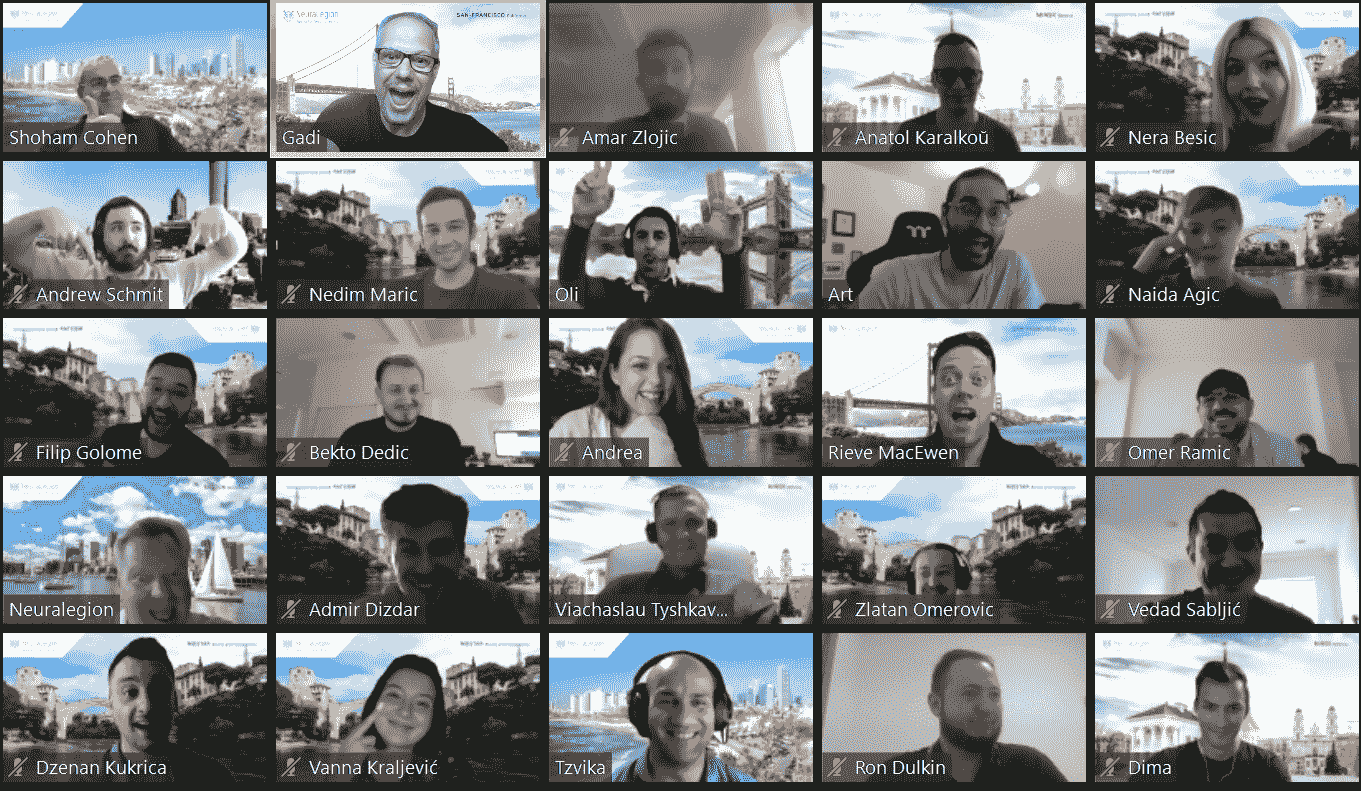 Neuralegion
SAN-FRANCISCO
Shoham Cohen
Gadi
Amar Zlojic
Anatol Karalkoŭ
Nera Besic
Andrew Schmit
Nedim Maric
Oli
Art
Naida Agic
Filip Golome
Bekto Dedic
Andrea
Rieve MacEwen
Omer Ramic
Neuralegion
Admir Dizdar
Viachaslau Tyshkav...
Zlatan Omerovic
Vedad Sabljić
Dzenan Kukrica
Vanna Kraljević
Tzvika
Ron Dulkin
Dima